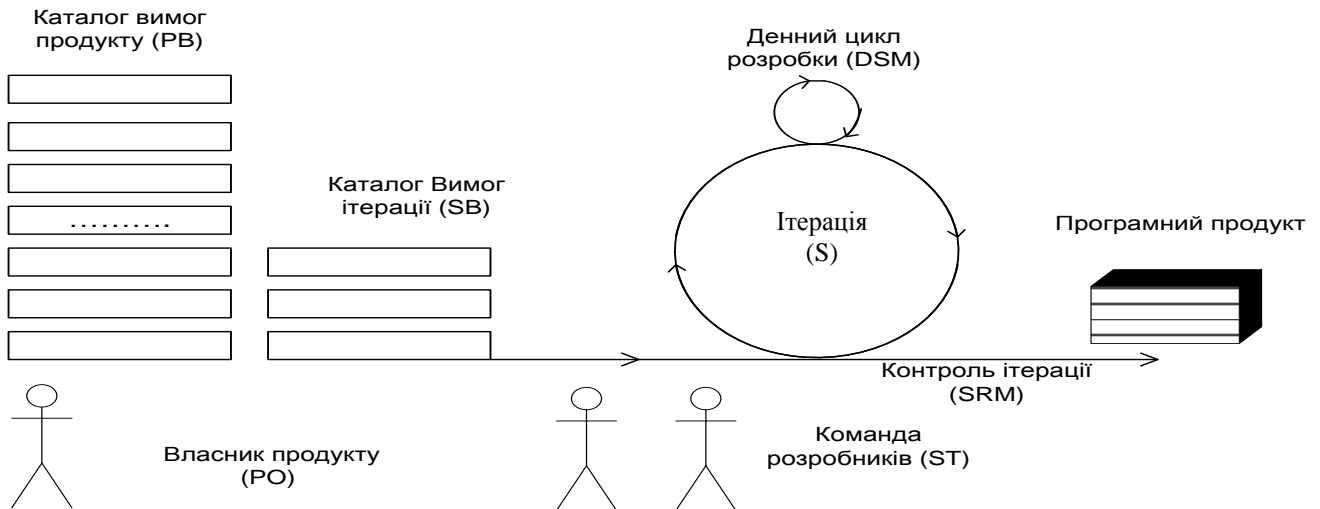 Каталог вимог
продукту (PB)
Денний цикл
розробки (DSM)
Каталог Вимог
ітерації (SB)
..........
Ітерація
(S)
Програмний продукт
Контроль ітерації
(SRM)
Власник продукту
(PO)
Команда
розробників (ST)